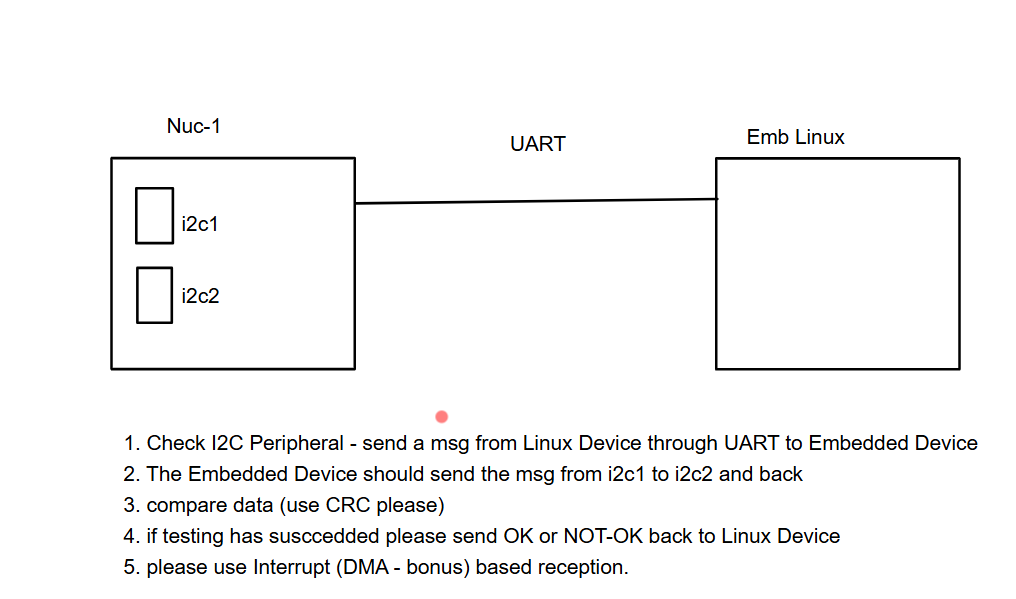 Nuc-1
UART
Emb Linux
i2c1
i2c2
1. Check I2C Peripheral - send a msg from Linux Device through UART to Embedded Device
2. The Embedded Device should send the msg from i2c1 to i2c2 and back
3. compare data (use CRC please)
4. if testing has susccedded please send OK or NOT-OK back to Linux Device
5. please use Interrupt (DMA - bonus) based reception.